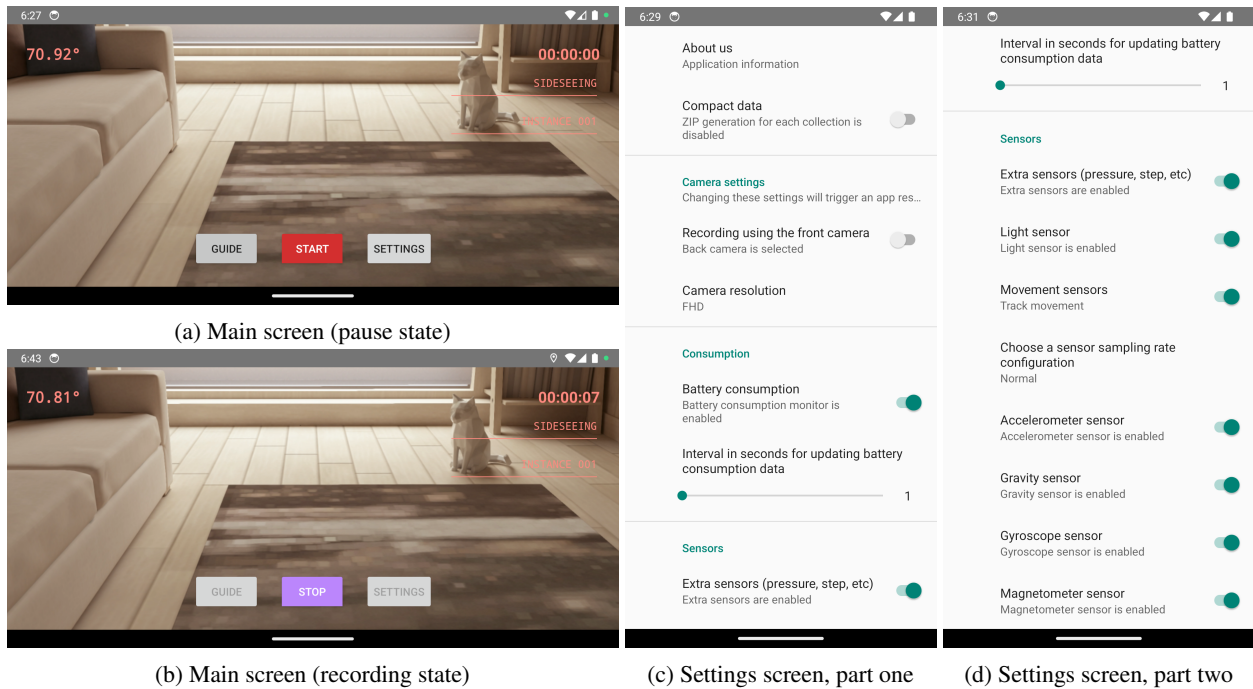 6:27
70.92°
00:00:00
SIDESEEING
GUIDE
START
SETTINGS
(a) Main screen (pause state)
6:43
70.81°
00:00:07
SIDESEEING
GUIDE
STOP
SETTINGS
(b) Main screen (recording state)
6:29
About us
Application information
Compact data
ZIP generation for each collection is
disabled
Camera settings
Changing these settings will trigger an app res...
Recording using the front camera
Back camera is selected
Camera resolution
FHD
Consumption
Battery consumption
Battery consumption monitor is
enabled
Interval in seconds for updating battery
consumption data
1
Sensors
Extra sensors (pressure, step, etc)
Extra sensors are enabled
(c) Settings screen, part one
6:31
Interval in seconds for updating battery
consumption data
1
Sensors
Extra sensors (pressure, step, etc)
Extra sensors are enabled
Light sensor
Light sensor is enabled
Movement sensors
Track movement
Choose a sensor sampling rate
configuration
Normal
Accelerometer sensor
Accelerometer sensor is enabled
Gravity sensor
Gravity sensor is enabled
Gyroscope sensor
Gyroscope sensor is enabled
Magnetometer sensor
Magnetometer sensor is enabled
(d) Settings screen, part two